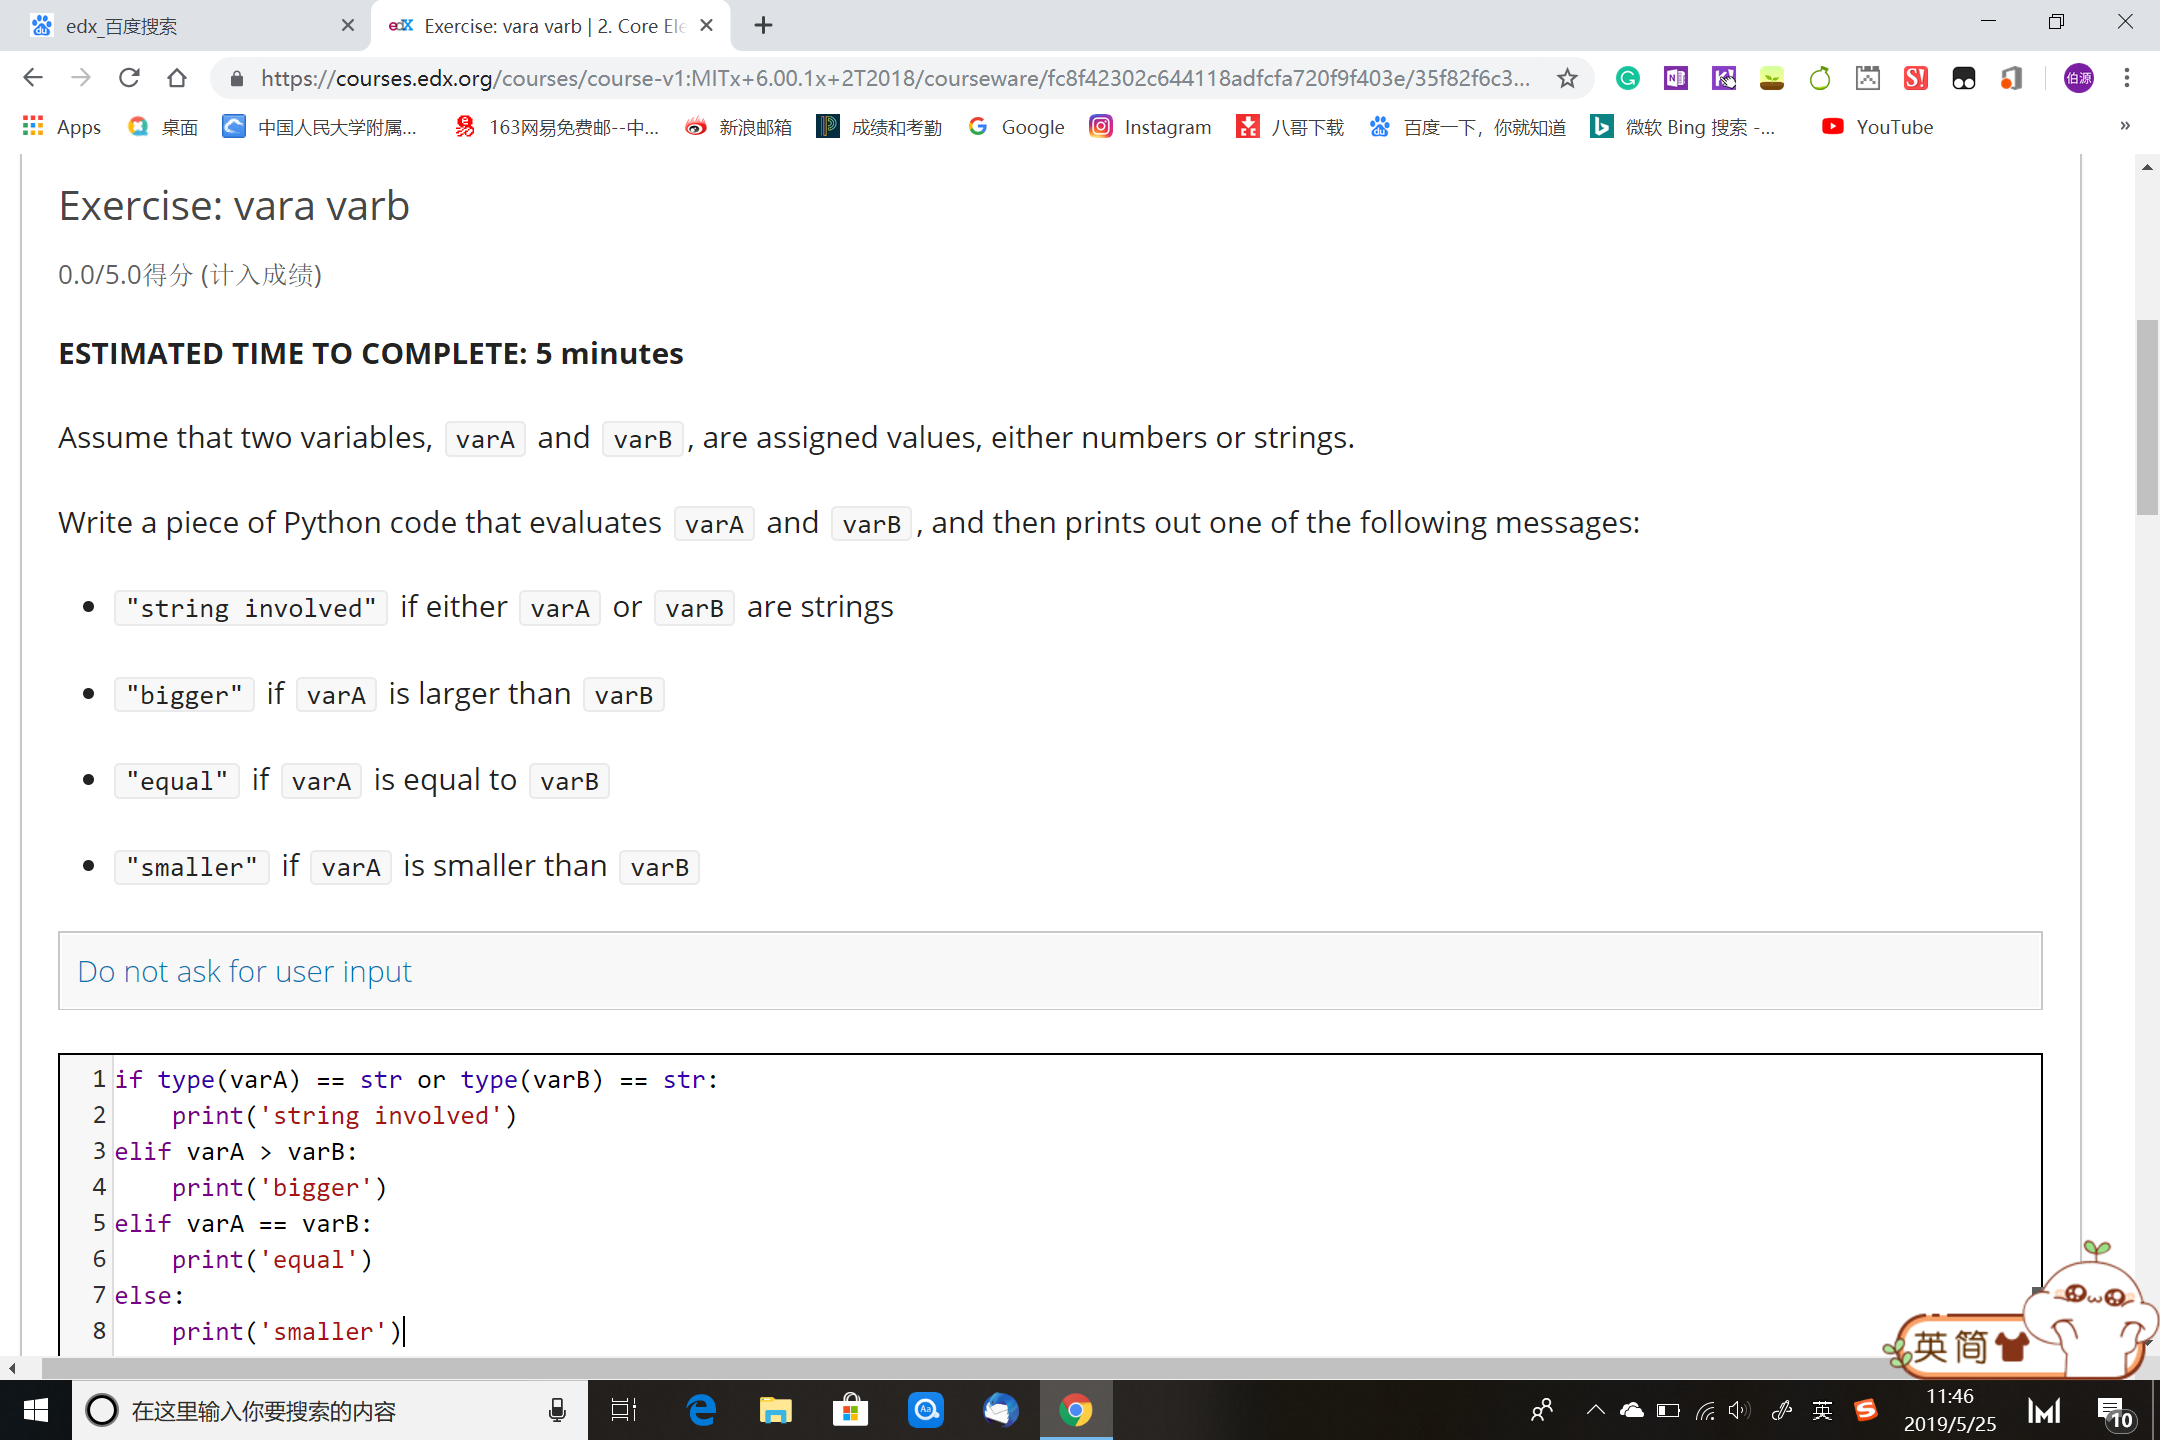 edx_百度搜索
edX Exercise: vara varb | 2. Core Ele
https://courses.edx.org/courses/course-v1:MITx+6.00.1x+2T2018/courseware/fc8f42302c644118adfcfa720f9f403e/35f82f6c3...
伯源
Apps 桌面 中国人民大学附属... 163网易免费邮--中... 新浪邮箱 成绩和考勤 Google Instagram 八哥下载 百度一下，你就知道 微软 Bing 搜索 -... YouTube »
Exercise: vara varb
0.0/5.0得分 (计入成绩)
ESTIMATED TIME TO COMPLETE: 5 minutes
Assume that two variables, varA and varB, are assigned values, either numbers or strings.
Write a piece of Python code that evaluates varA and varB, and then prints out one of the following messages:
• "string involved" if either varA or varB are strings
• "bigger" if varA is larger than varB
• "equal" if varA is equal to varB
• "smaller" if varA is smaller than varB
Do not ask for user input
1 if type(varA) == str or type(varB) == str:
2     print('string involved')
3 elif varA > varB:
4     print('bigger')
5 elif varA == varB:
6     print('equal')
7 else:
8     print('smaller')
英简
在这里输入你要搜索的内容
英
11:46
2019/5/25
10